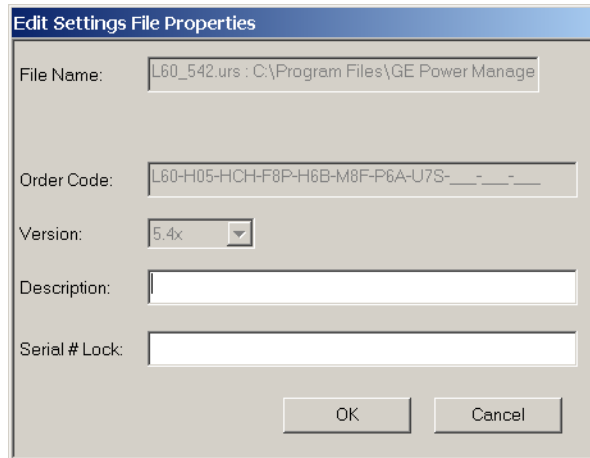 Edit Settings File Properties
File Name: L60_542.urs : C:\Program Files\GE Power Manage
Order Code: L60-H05-HCH-F8P-H6B-M8F-P6A-U7S-___-___-___
Version: 5.4x
Description:
Serial # Lock:
OK Cancel